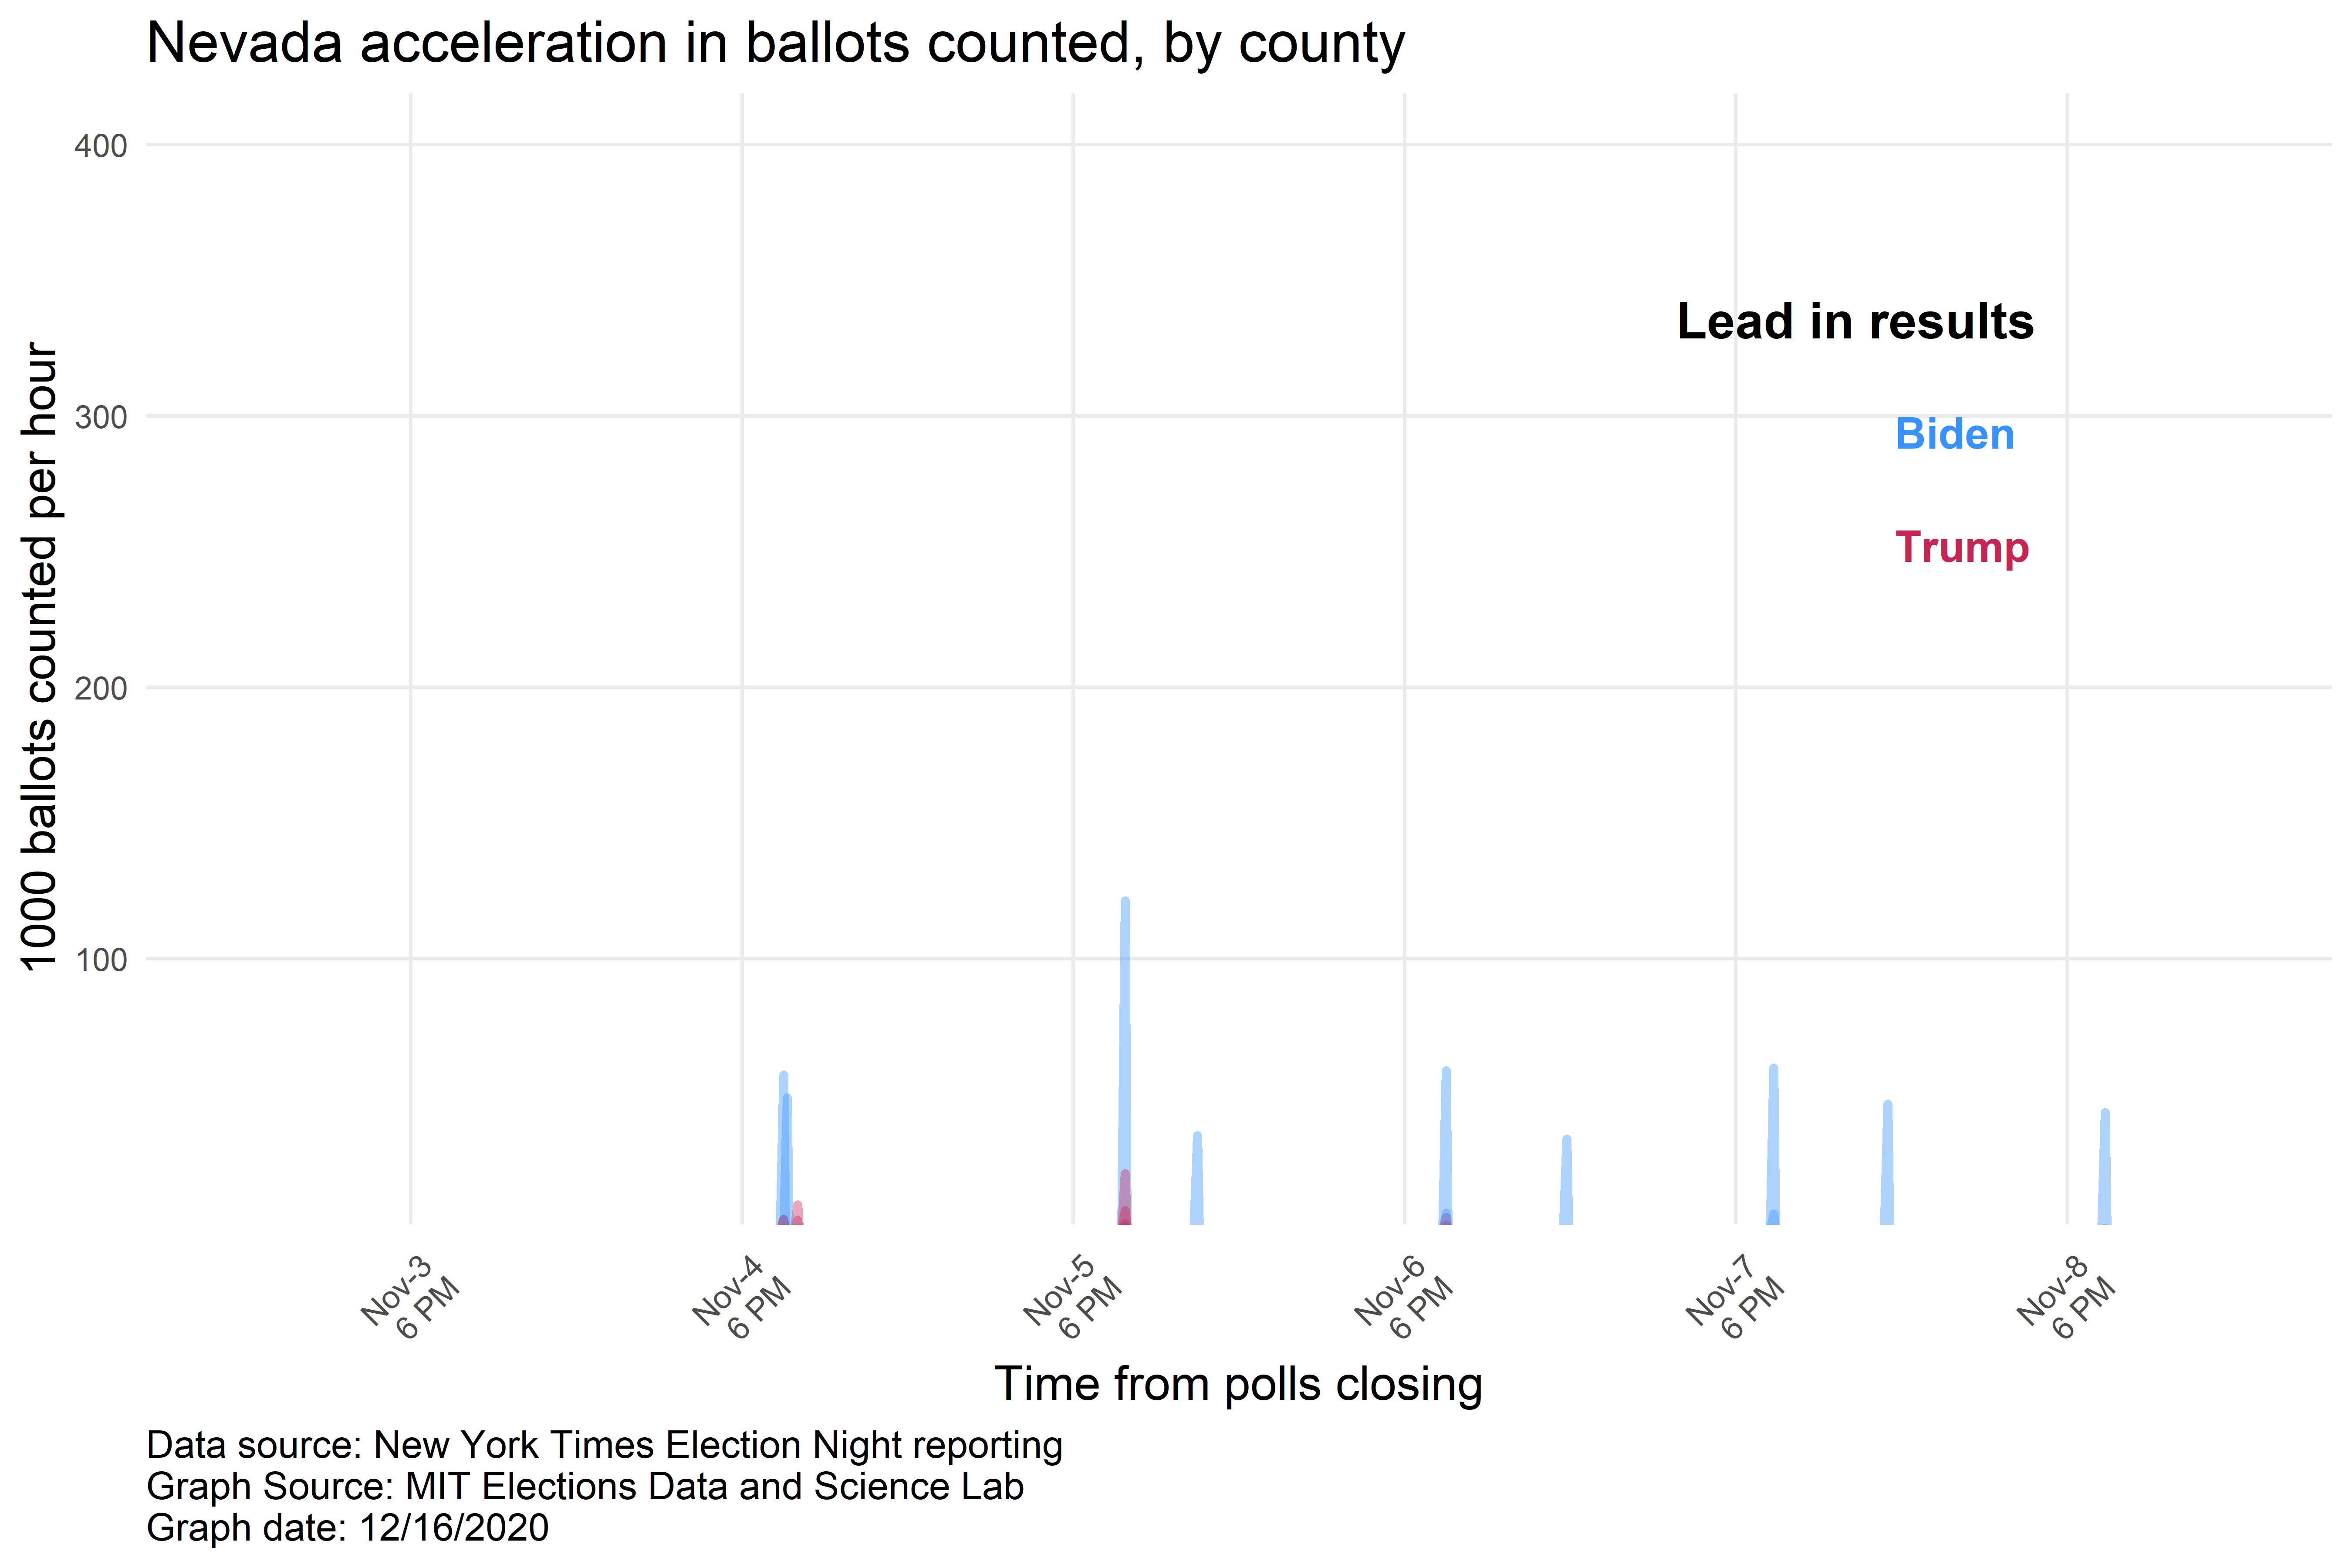 Nevada acceleration in ballots counted, by county
1000 ballots counted per hour
400
300
200
100
Lead in results
Biden
Trump
Nov-3
6 PM
Nov-4
6 PM
Nov-5
6 PM
Nov-6
6 PM
Nov-7
6 PM
Nov-8
6 PM
Time from polls closing
Data source: New York Times Election Night reporting
Graph Source: MIT Elections Data and Science Lab
Graph date: 12/16/2020